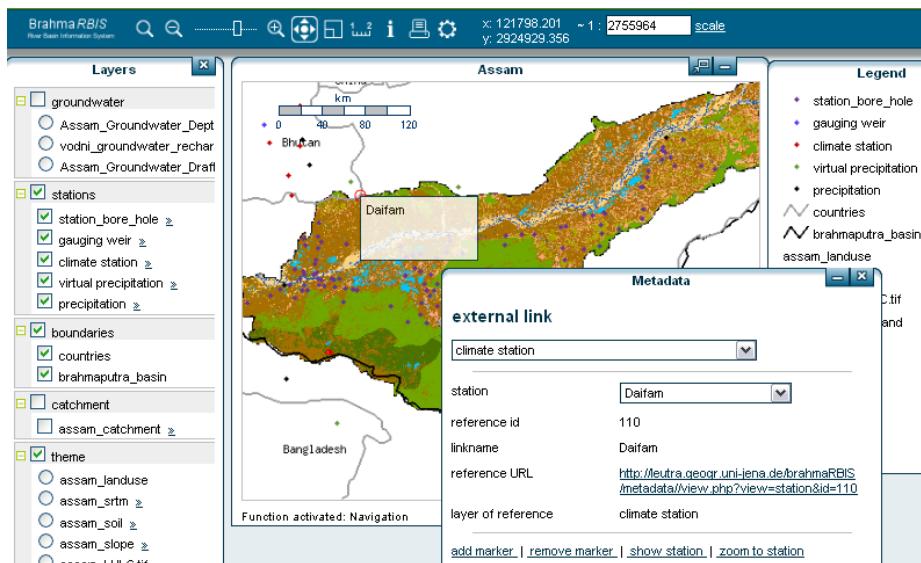 Brahma RBIS
River Basin Information System
x: 121798.201
y: 2924929.356
~ 1 : 2755964 scale
Layers
groundwater
Assam_Groundwater_Dept
vodni_groundwater_rechar
Assam_Groundwater_Draft
stations
station_bore_hole »
gauging weir »
climate station »
virtual precipitation »
precipitation »
boundaries
countries
brahmaputra_basin
catchment
assam_catchment »
theme
assam_landuse
assam_srtm »
assam_soil »
assam_slope »
Assam
km
0 40 80 120
Bhutan
Daifam
Bangladesh
Function activated: Navigation
Legend
station_bore_hole
gauging weir
climate station
virtual precipitation
precipitation
countries
brahmaputra_basin
assam_landuse
C.tif
and
Metadata
external link
climate station
station Daifam
reference id 110
linkname Daifam
reference URL http://leutra.geogr.uni-jena.de/brahmaRBIS
/metadata//view.php?view=station&id=110
layer of reference climate station
add marker | remove marker | show station | zoom to station